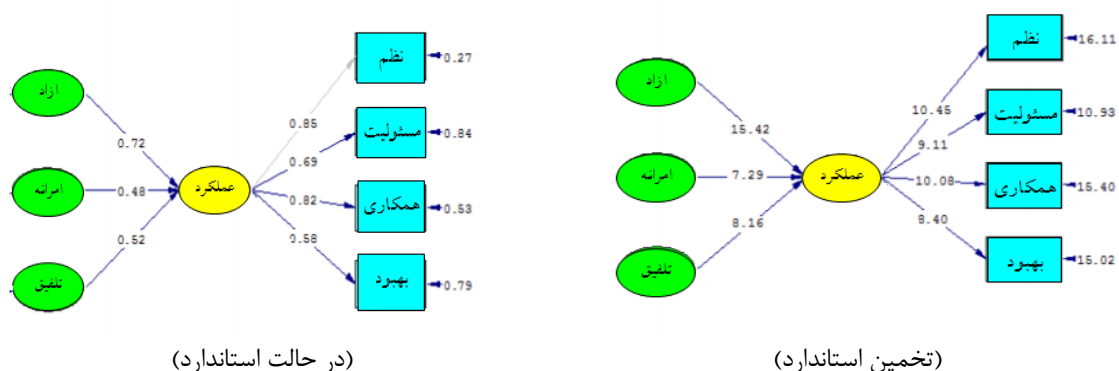 نظم
0.27
ازاد
0.85
مسئولیت
0.84
0.72
0.69
امرانه
0.48
عملکرد
0.82
همکاری
0.53
0.52
0.58
تلفیق
بهبود
0.79
(در حالت استاندارد)
نظم
16.11
ازاد
10.45
مسئولیت
10.93
15.42
9.11
امرانه
7.29
عملکرد
10.08
همکاری
15.40
8.16
8.40
تلفیق
بهبود
15.02
(تخمین استاندارد)